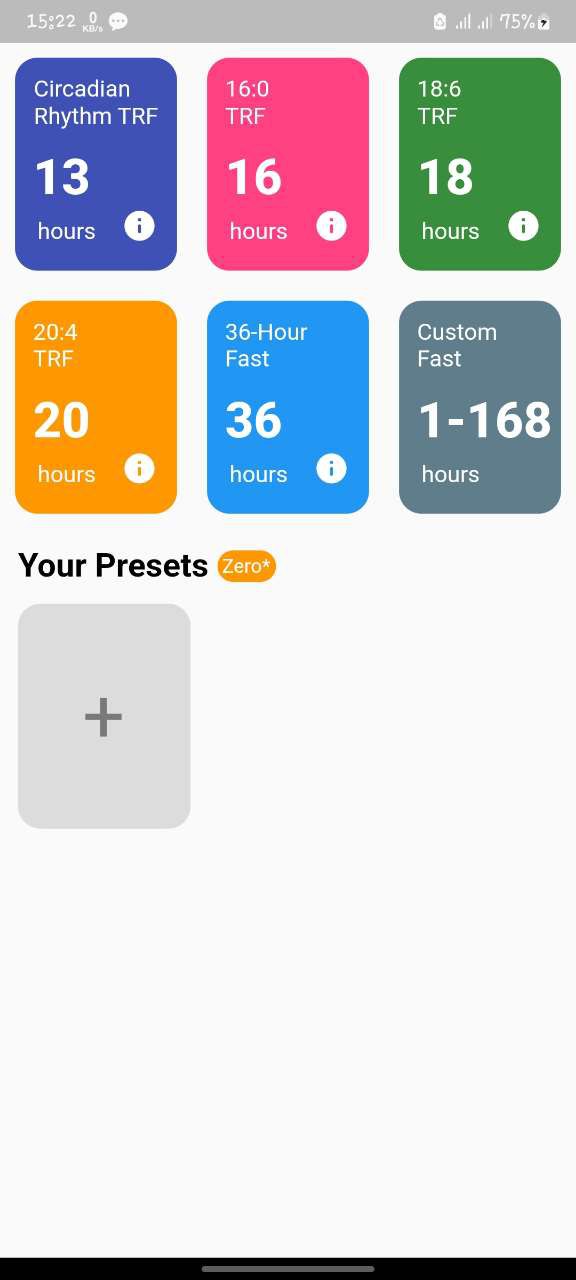 15:22 0 KB/s 75%
Circadian
Rhythm TRF
13
hours
16:0
TRF
16
hours
18:6
TRF
18
hours
20:4
TRF
20
hours
36-Hour
Fast
36
hours
Custom
Fast
1-168
hours
Your Presets Zero*